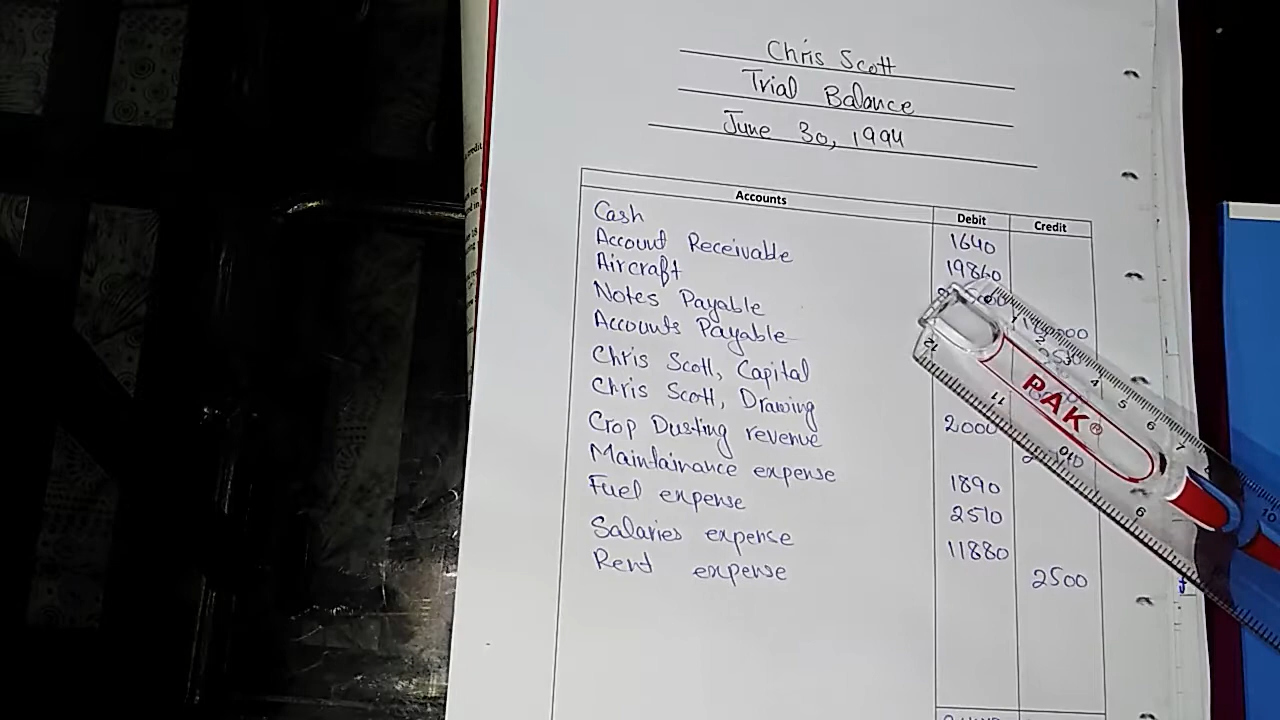 Chris Scott
Trial Balance
June 30, 1994
Accounts Debit Credit
Cash 1640
Account Receivable 19860
Aircraft
Notes Payable
Accounts Payable
Chris Scott, Capital
Chris Scott, Drawing 2000
Crop Dusting revenue
Maintainance expense 1890
Fuel expense 2510
Salaries expense 11880
Rent expense 2500
PAK®